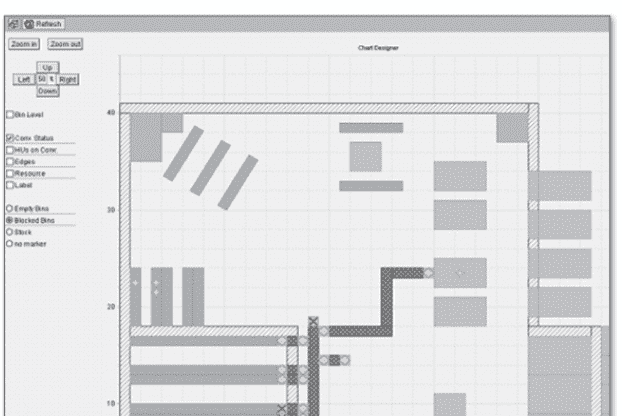 Refresh
Zoom in Zoom out
Chart Designer
Up
Left 50 % Right
Down
Bin Level
Conv. Status
HUs on Conv.
Edges
Resource
Label
Empty Bins
Blocked Bins
Stock
no marker
40
30
20
10